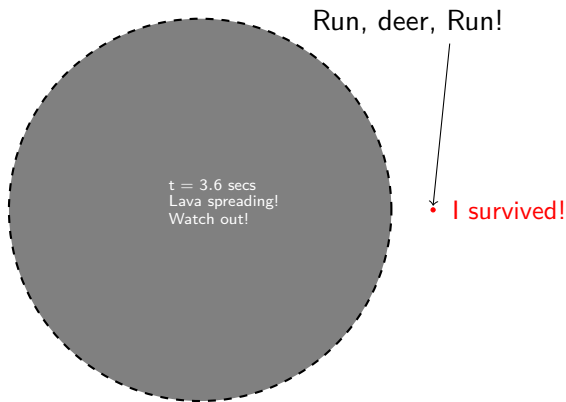 Run, deer, Run!
t = 3.6 secs
Lava spreading!
Watch out!
I survived!